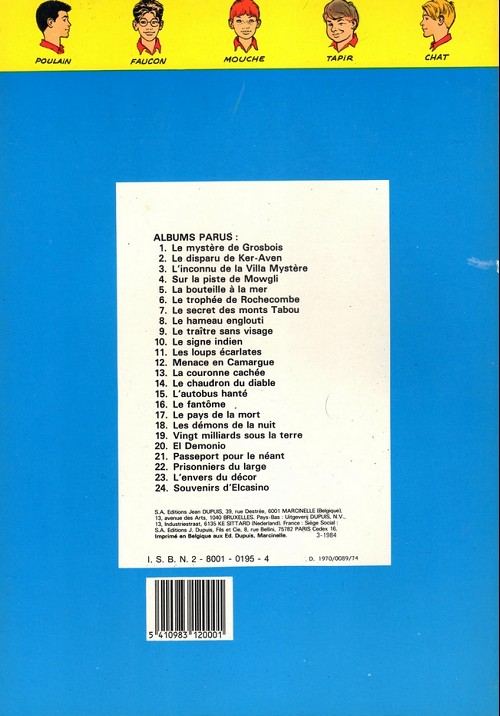 POULAIN FAUCON MOUCHE TAPIR CHAT
ALBUMS PARUS :
1. Le mystère de Grosbois
2. Le disparu de Ker-Aven
3. L'inconnu de la Villa Mystère
4. Sur la piste de Mowgli
5. La bouteille à la mer
6. Le trophée de Rochecombe
7. Le secret des monts Tabou
8. Le hameau englouti
9. Le traître sans visage
10. Le signe indien
11. Les loups écarlates
12. Menace en Camargue
13. La couronne cachée
14. Le chaudron du diable
15. L'autobus hanté
16. Le fantôme
17. Le pays de la mort
18. Les démons de la nuit
19. Vingt milliards sous la terre
20. El Demonio
21. Passeport pour le néant
22. Prisonniers du large
23. L'envers du décor
24. Souvenirs d'Elcasino
S.A. Editions Jean DUPUIS, 39, rue Destrée, 6001 MARCINELLE (Belgique),
13, avenue des Arts, 1040 BRUXELLES. Pays-Bas : Uitgeverij DUPUIS, N.V.,
13, Industriestraat, 6135 KE SITTARD (Nederland). France : Siège Social :
S.A. Editions J. Dupuis, Fils et Cie, 8, rue Bellini, 75782 PARIS Cedex 16.
Imprimé en Belgique aux Ed. Dupuis, Marcinelle. 3-1984
I. S. B. N. 2 - 8001 - 0195 - 4 D. 1970/0089/74
5 410983 120001